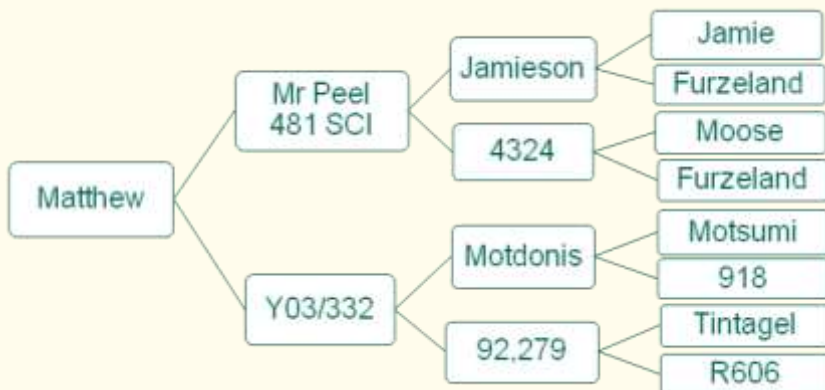 Matthew
Mr Peel
481 SCI
Y03/332
Jamieson
4324
Motdonis
92,279
Jamie
Furzeland
Moose
Furzeland
Motsumi
918
Tintagel
R606